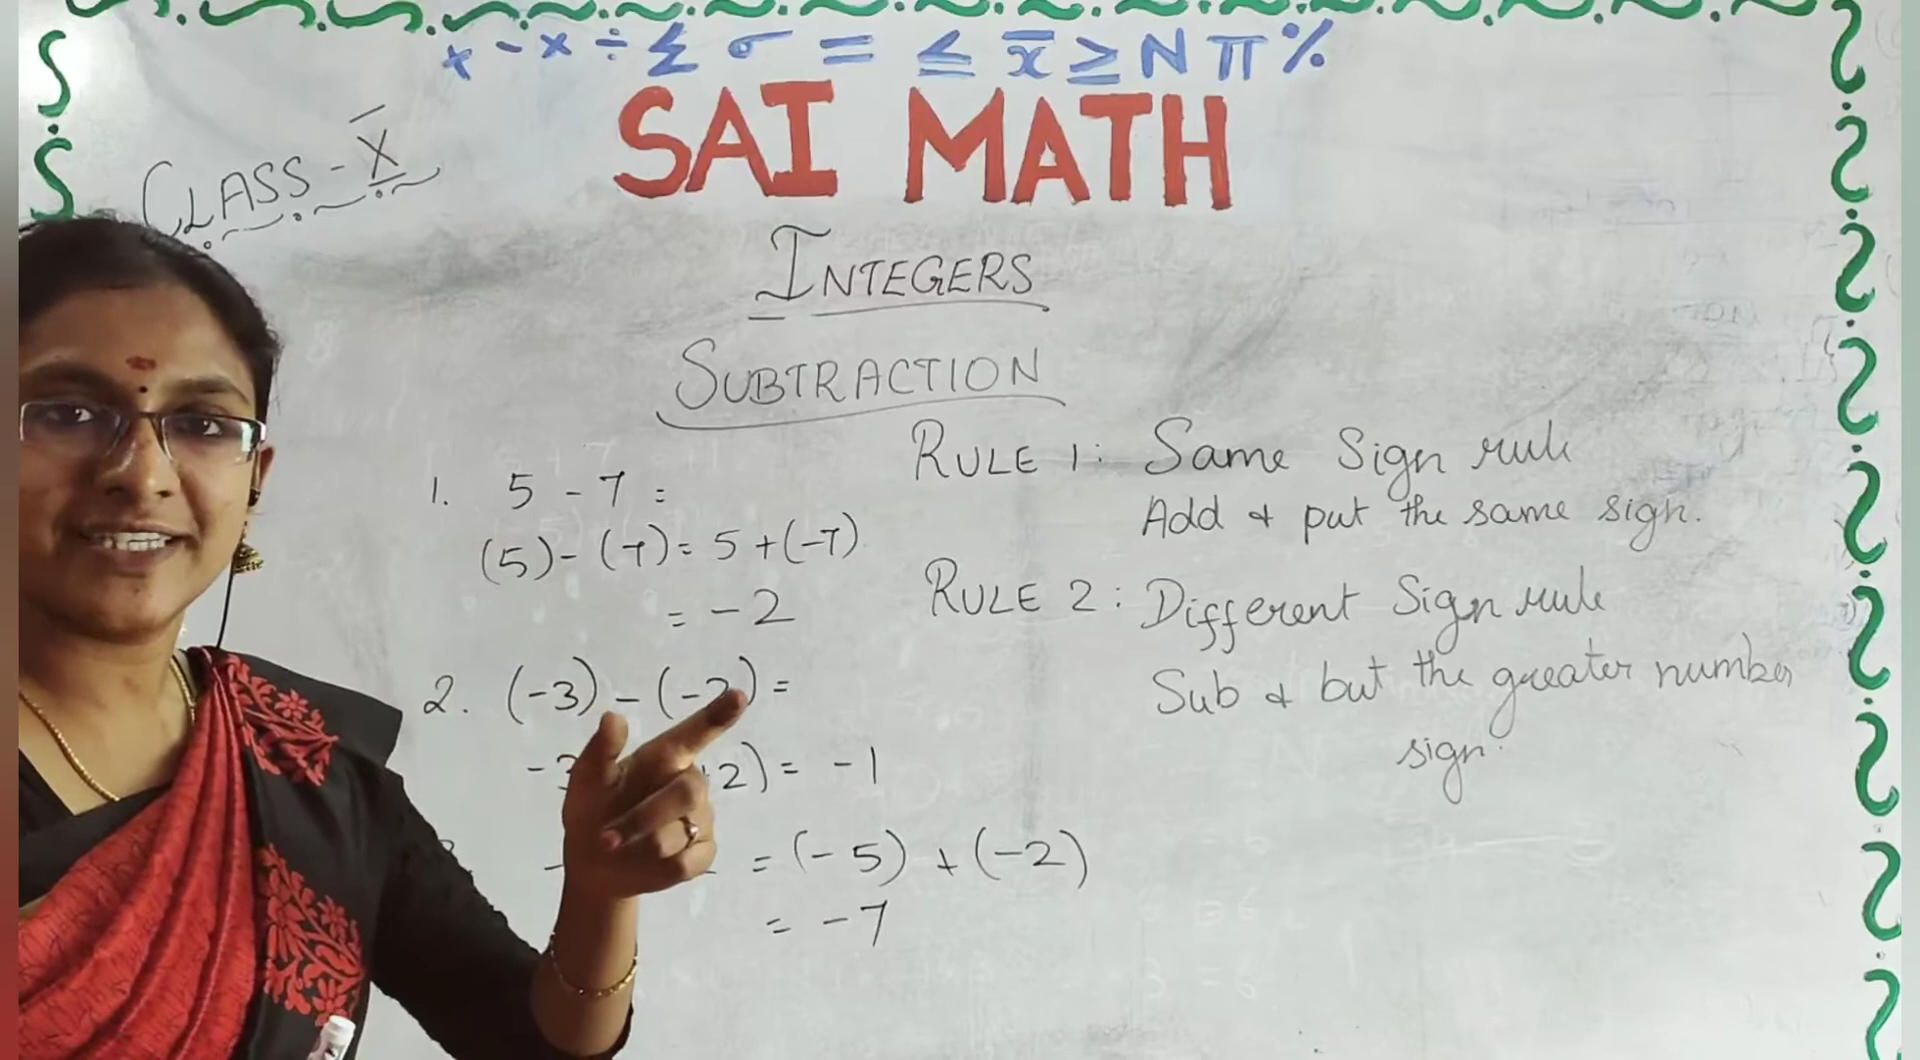 + - × ÷ Σ σ = ≤ x̄ ≥ N π %
SAI MATH
CLASS - X
INTEGERS
SUBTRACTION
1. 5 - 7 =
(5) - (7) = 5 + (-7)
= -2
2. (-3) - (-2) =
2) = -1
= (-5) + (-2)
= -7
RULE 1: Same Sign rule
Add & put the same sign.
RULE 2: Different Sign rule
Sub & but the greater number
sign.